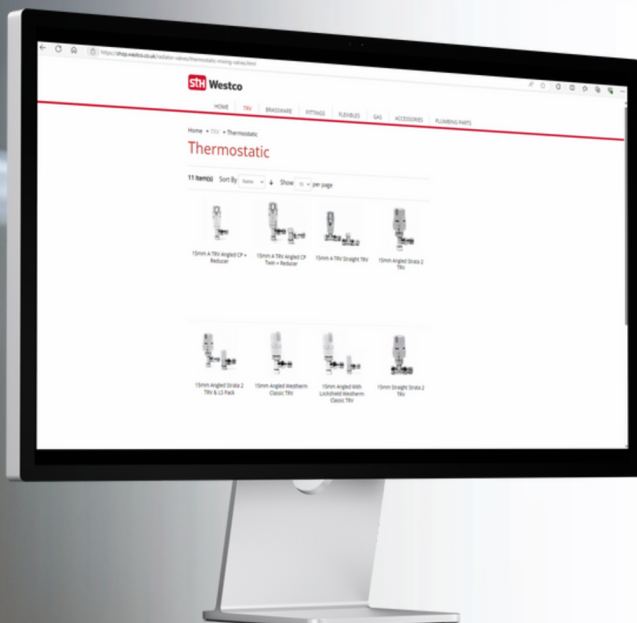 https://shop.westco.co.uk/radiator-valves/thermostatic-mixing-valves.html
STH Westco
HOME TRV BRASSWARE FITTINGS FLEXIBLES GAS ACCESSORIES PLUMBING PARTS
Home TRV Thermostatic
Thermostatic
11 Item(s) Sort By Name Show per page
15mm A TRV Angled CP + 15mm A TRV Angled CP 15mm A TRV Straight TRV 15mm Angled Strata 2
Reducer Twin + Reducer TRV
15mm Angled Strata 2 15mm Angled Westherm 15mm Angled With 15mm Straight Strata 2
TRV & LS Pack Classic TRV Lockshield Westherm TRV
Classic TRV